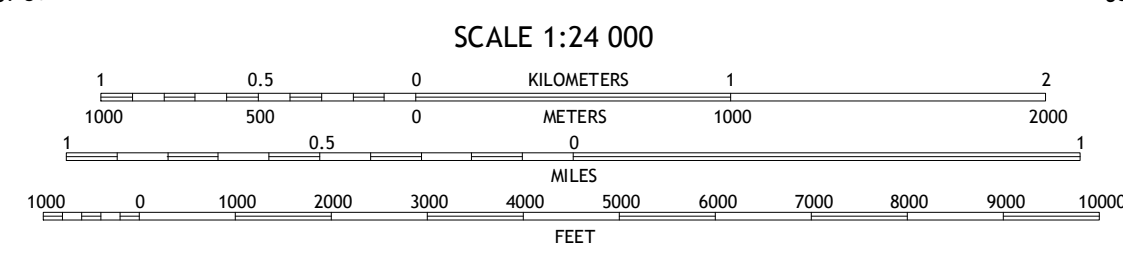 SCALE 1:24 000
1 0.5 0 KILOMETERS 1 2
1000 500 0 METERS 1000 2000
1 0.5 0 1
MILES
1000 0 1000 2000 3000 4000 5000 6000 7000 8000 9000 10000
FEET